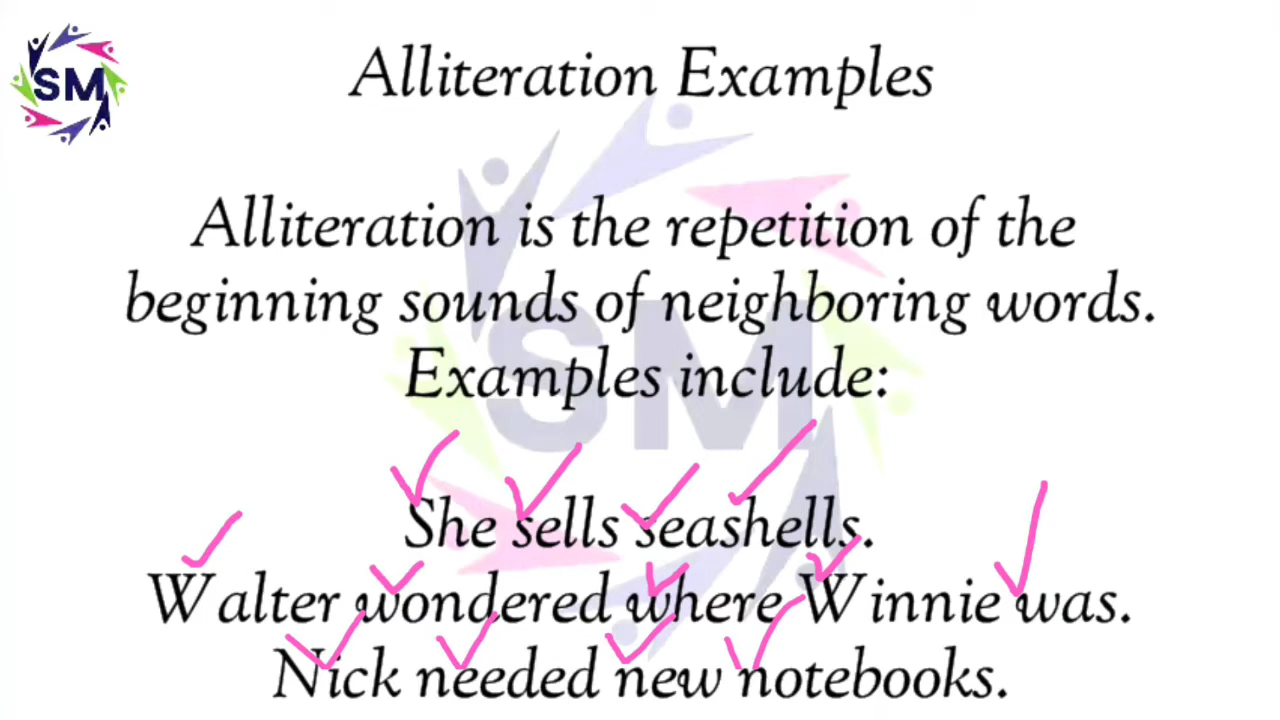 SM
Alliteration Examples
Alliteration is the repetition of the
beginning sounds of neighboring words.
Examples include:
SM
She sells seashells.
Walter wondered where Winnie was.
Nick needed new notebooks.